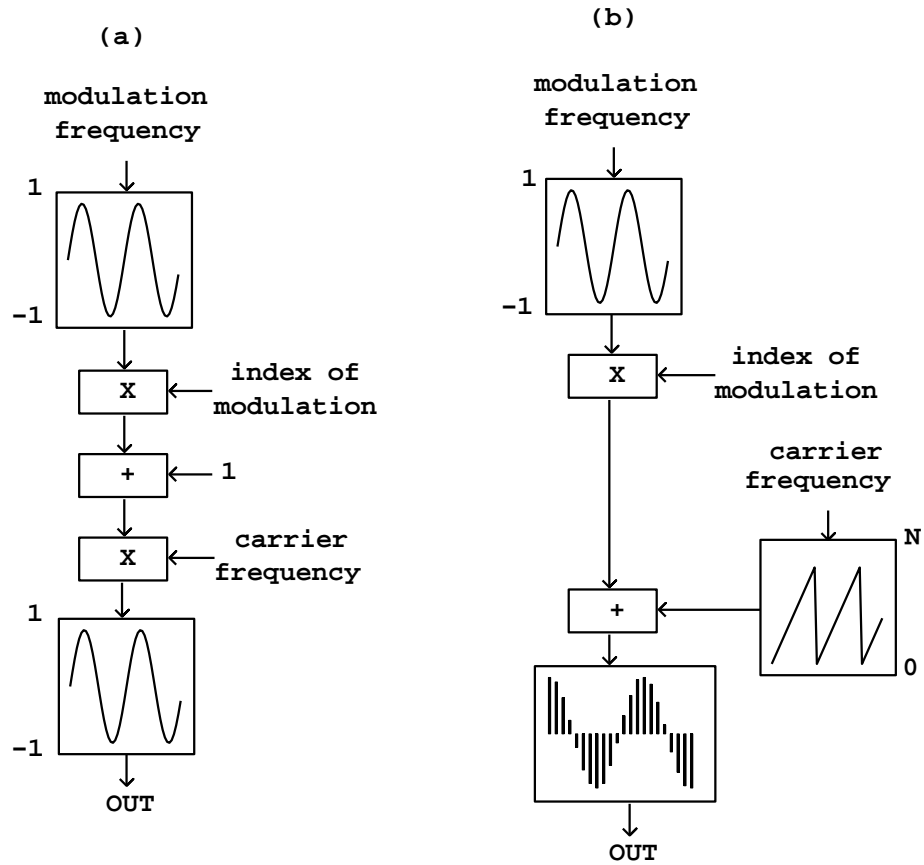 (a)
modulation
frequency
1
-1
X
index of
modulation
+
1
X
carrier
frequency
1
-1
OUT
(b)
modulation
frequency
1
-1
X
index of
modulation
carrier
frequency
N
0
+
OUT